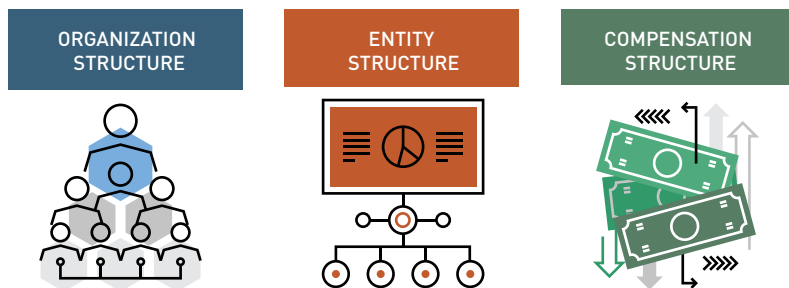 ORGANIZATION
STRUCTURE
ENTITY
STRUCTURE
COMPENSATION
STRUCTURE